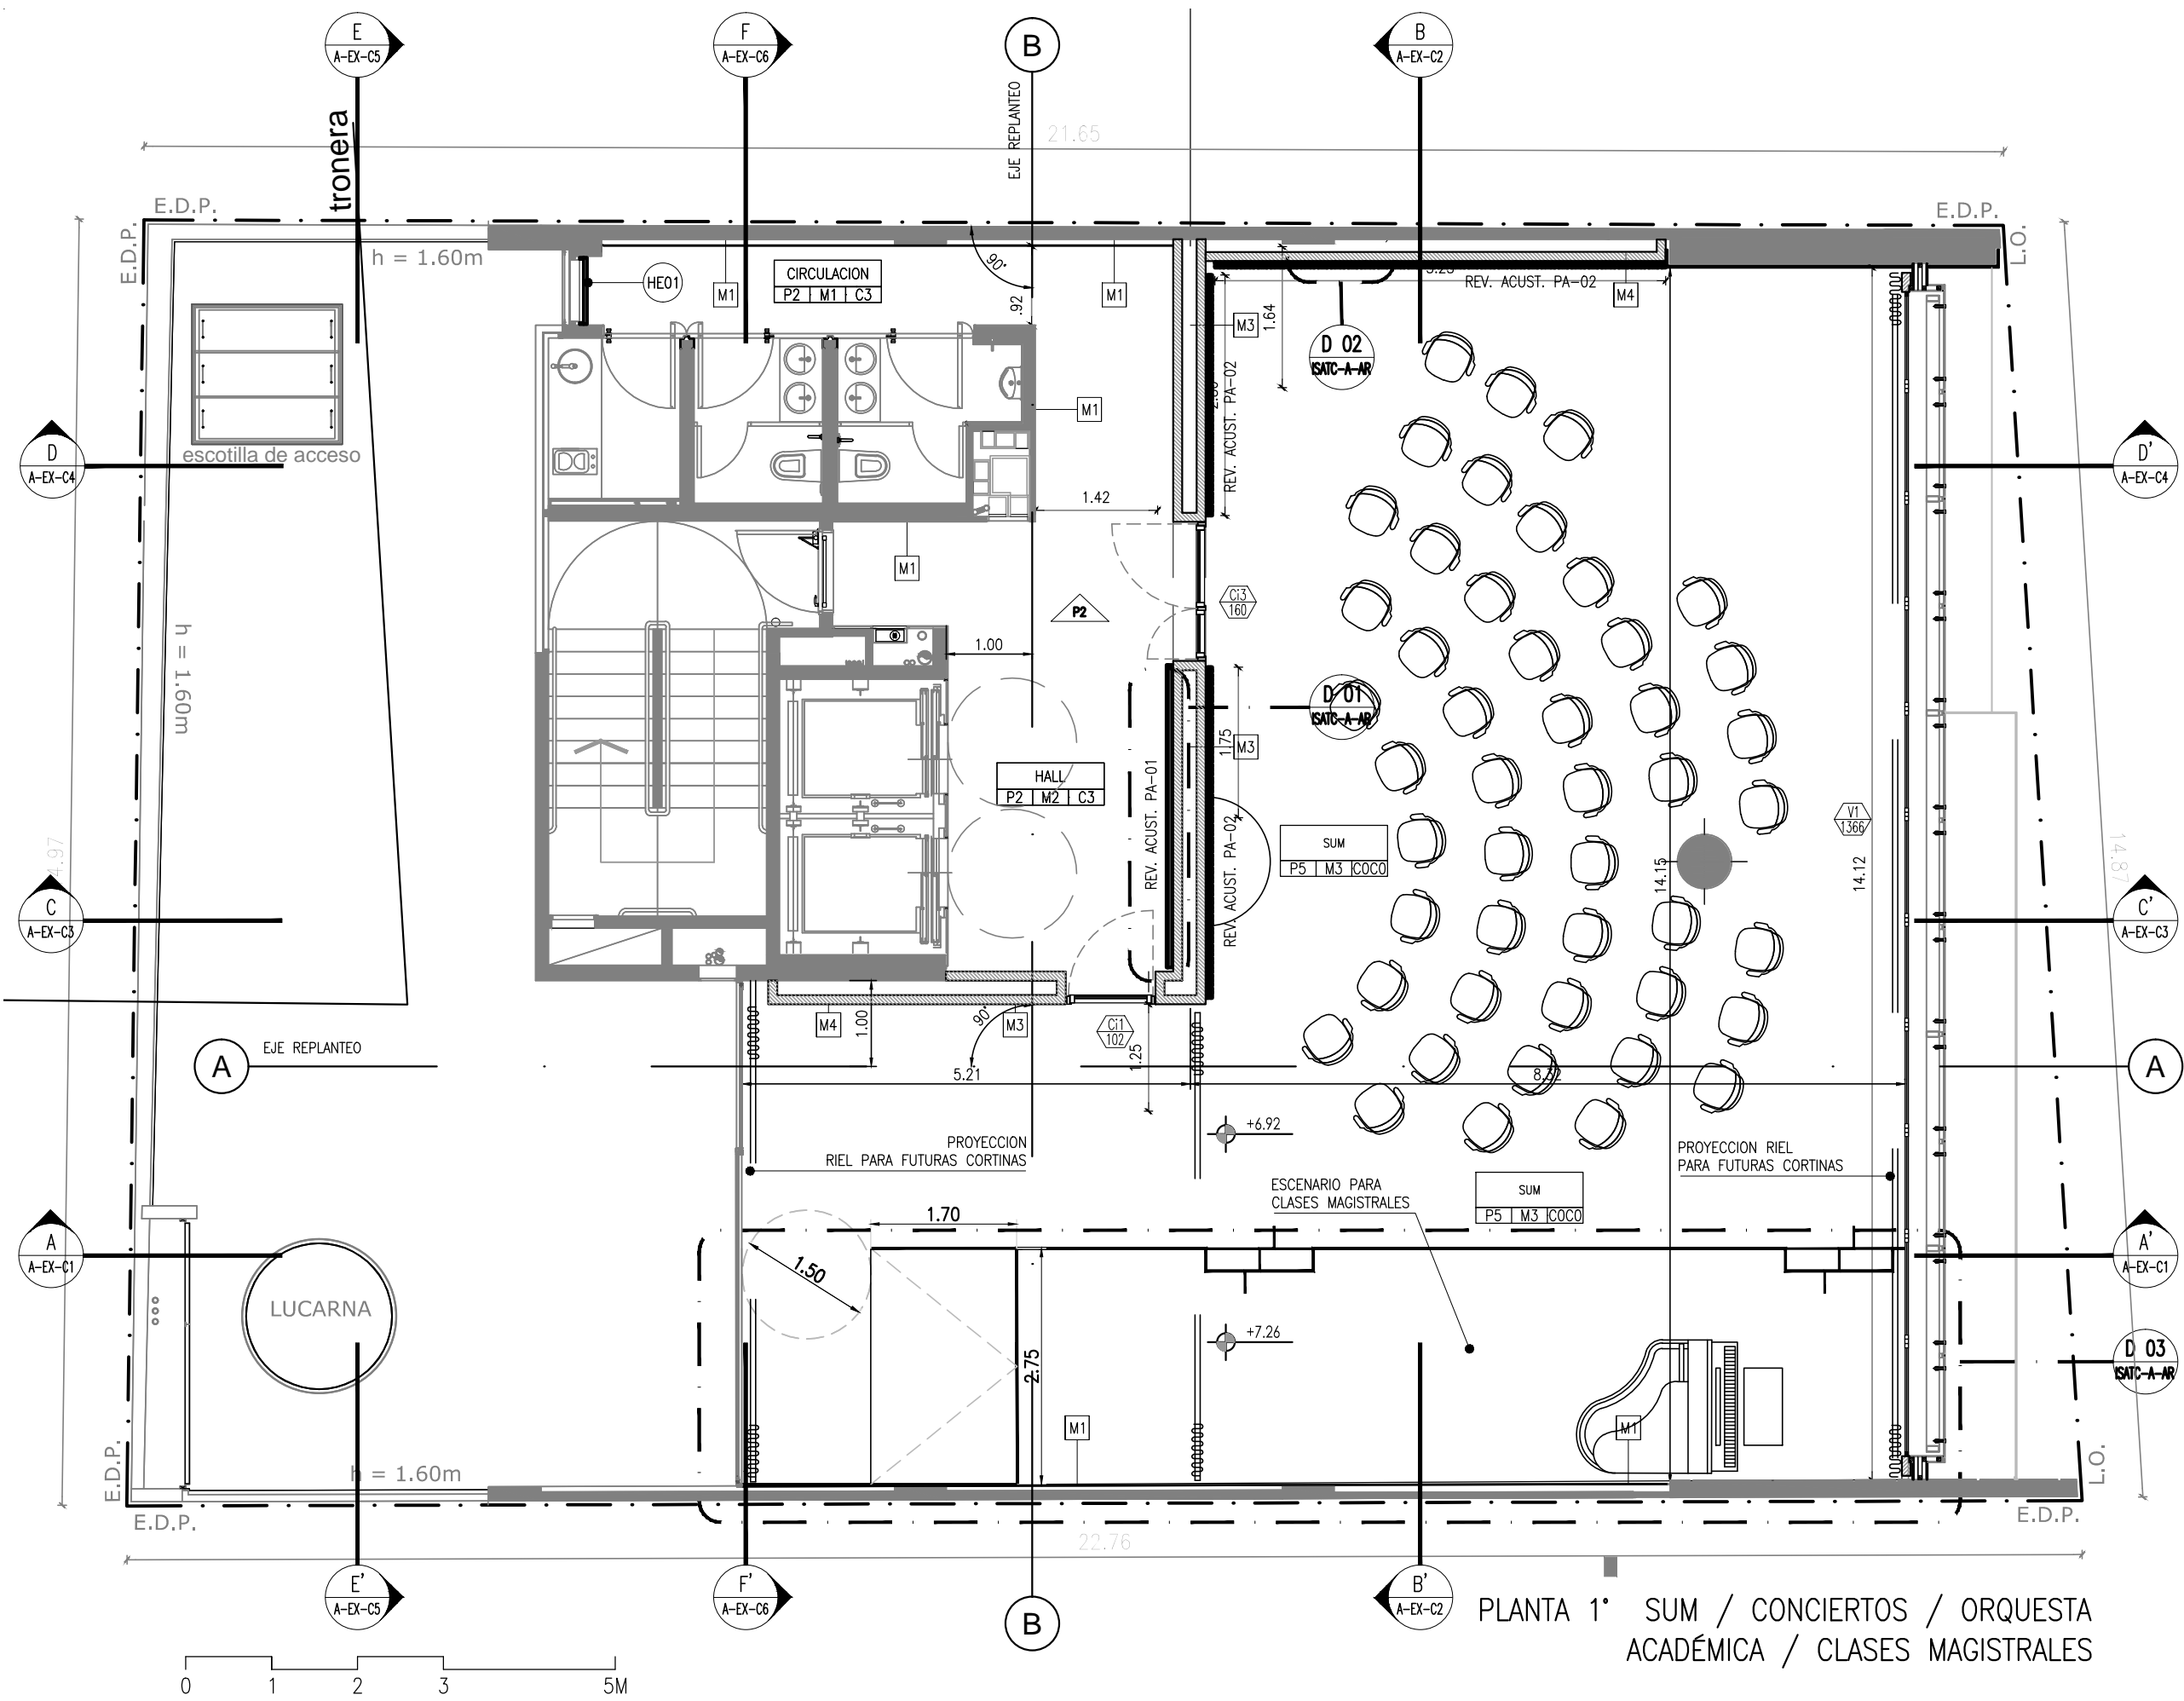 E
A-EX-C5
F
A-EX-C6
B
B
A-EX-C2
tronera
EJE REPLANTEO
21.65
E.D.P.
E.D.P.
E.D.P.
L.O.
h = 1.60m
HE01
M1
CIRCULACION
P2 M1 C3
90°
.92
M1
REV. ACUST. PA-02
M4
M3
1.64
D 02
ISATC-A-AR
REV. ACUST. PA-02
M1
escotilla de acceso
D
A-EX-C4
D'
A-EX-C4
1.42
M1
P2
Ci3
160
h = 1.60m
1.00
D 01
ISATC-A-AR
M3
1.75
HALL
P2 M2 C3
REV. ACUST. PA-01
REV. ACUST. PA-02
SUM
P5 M3 COCO
V1
1366
14.15
14.12
14.87
4.97
C
A-EX-C3
C'
A-EX-C3
M4
1.00
90°
M3
Ci1
102
1.25
A
EJE REPLANTEO
5.21
8.32
A
+6.92
PROYECCION
RIEL PARA FUTURAS CORTINAS
PROYECCION RIEL
PARA FUTURAS CORTINAS
ESCENARIO PARA
CLASES MAGISTRALES
SUM
P5 M3 COCO
A
A-EX-C1
A'
A-EX-C1
1.70
1.50
2.75
LUCARNA
+7.26
D 03
ISATC-A-AR
M1
M1
h = 1.60m
E.D.P.
L.O.
E.D.P.
E.D.P.
22.76
E'
A-EX-C5
F'
A-EX-C6
B
B'
A-EX-C2
PLANTA 1° SUM / CONCIERTOS / ORQUESTA
ACADÉMICA / CLASES MAGISTRALES
0 1 2 3 5M